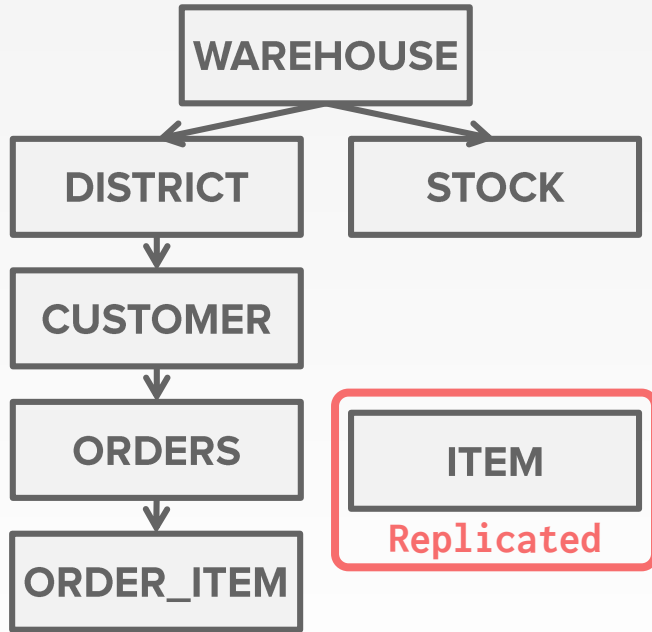 WAREHOUSE
DISTRICT
STOCK
CUSTOMER
ORDERS
ITEM
Replicated
ORDER_ITEM